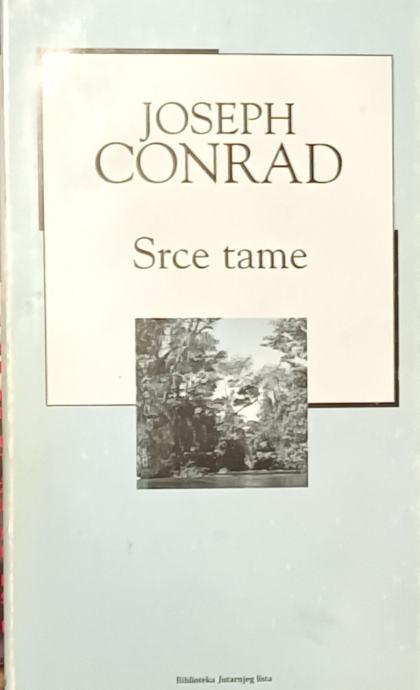 JOSEPH
CONRAD
Srce tame
Biblioteka Jutarnjeg lista